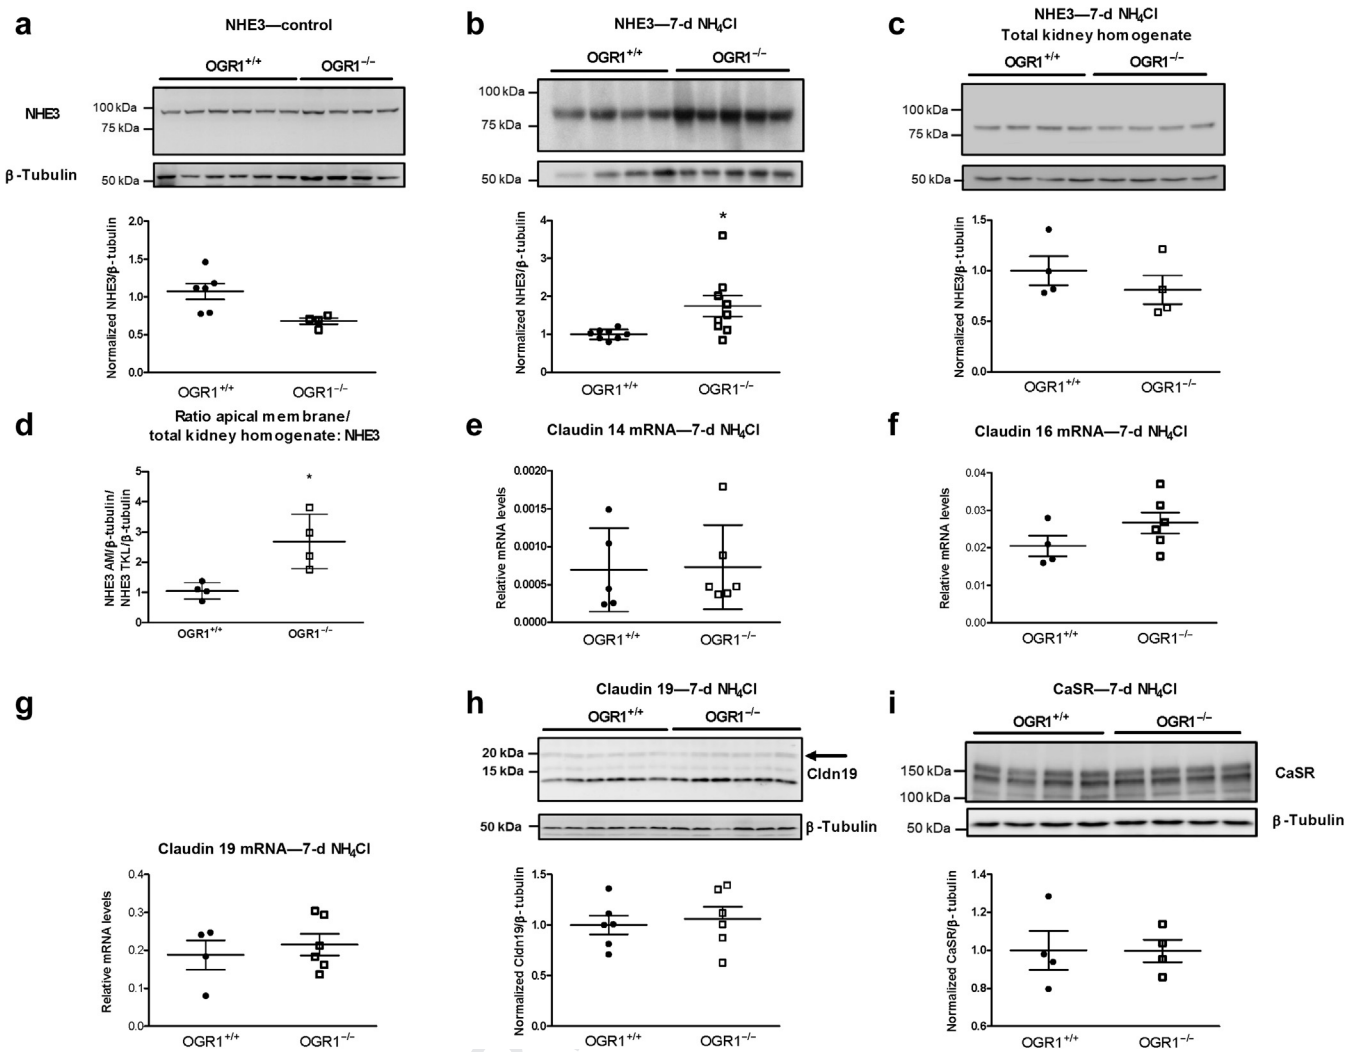 a
NHE3—control
OGR1+/+ OGR1−/−
NHE3
100 kDa
75 kDa
β-Tubulin
50 kDa
Normalized NHE3/β-tubulin
2.0
1.5
1.0
0.5
0.0
OGR1+/+ OGR1−/−
b
NHE3—7-d NH4Cl
OGR1+/+ OGR1−/−
100 kDa
75 kDa
50 kDa
Normalized NHE3/β-tubulin
4
3
2
1
0
*
OGR1+/+ OGR1−/−
c
NHE3—7-d NH4Cl
Total kidney homogenate
OGR1+/+ OGR1−/−
100 kDa
75 kDa
50 kDa
Normalized NHE3/β-tubulin
1.5
1.0
0.5
0.0
OGR1+/+ OGR1−/−
d
Ratio apical membrane/
total kidney homogenate: NHE3
NHE3 AM/β-tubulin/
NHE3 TKL/β-tubulin
5
4
3
2
1
0
*
OGR1+/+ OGR1−/−
e
Claudin 14 mRNA—7-d NH4Cl
Relative mRNA levels
0.0020
0.0015
0.0010
0.0005
0.0000
OGR1+/+ OGR1−/−
f
Claudin 16 mRNA—7-d NH4Cl
Relative mRNA levels
0.04
0.03
0.02
0.01
0.00
OGR1+/+ OGR1−/−
g
Claudin 19 mRNA—7-d NH4Cl
Relative mRNA levels
0.4
0.3
0.2
0.1
0.0
OGR1+/+ OGR1−/−
h
Claudin 19—7-d NH4Cl
OGR1+/+ OGR1−/−
20 kDa
15 kDa
Cldn19
50 kDa
β-Tubulin
Normalized Cldn19/β-tubulin
1.5
1.0
0.5
0.0
OGR1+/+ OGR1−/−
i
CaSR—7-d NH4Cl
OGR1+/+ OGR1−/−
150 kDa
CaSR
100 kDa
50 kDa
β-Tubulin
Normalized CaSR/β-tubulin
1.4
1.2
1.0
0.8
0.6
OGR1+/+ OGR1−/−